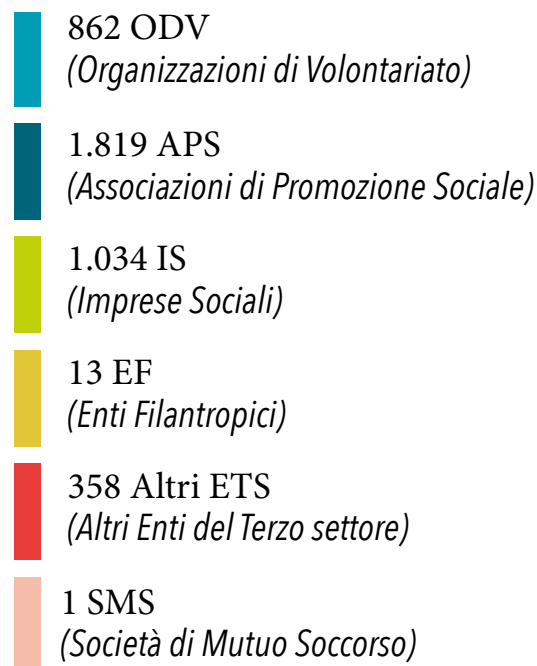 862 ODV
(Organizzazioni di Volontariato)
1.819 APS
(Associazioni di Promozione Sociale)
1.034 IS
(Imprese Sociali)
13 EF
(Enti Filantropici)
358 Altri ETS
(Altri Enti del Terzo settore)
1 SMS
(Società di Mutuo Soccorso)